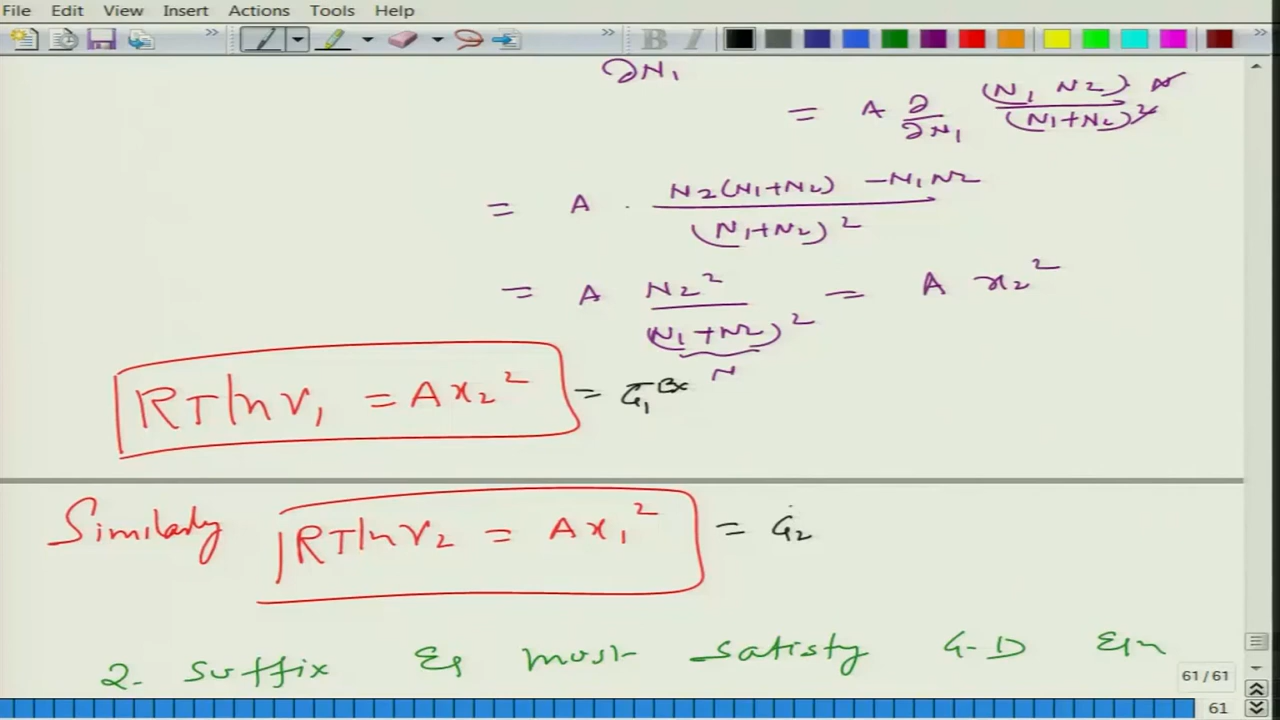 File Edit View Insert Actions Tools Help
∂N₁
= A ∂/∂N₁ (N₁ N₂) · N/(N₁+N₂)²
= A · N₂(N₁+N₂) - N₁N₂/(N₁+N₂)²
= A N₂²/(N₁+N₂)² = A x₂²
N
RT ln γ₁ = A x₂² = G̅₁ᴱˣ
Similarly RT ln γ₂ = A x₁² = G₂
2. Suffix Eq must satisfy G-D Eqn
61 / 61
61